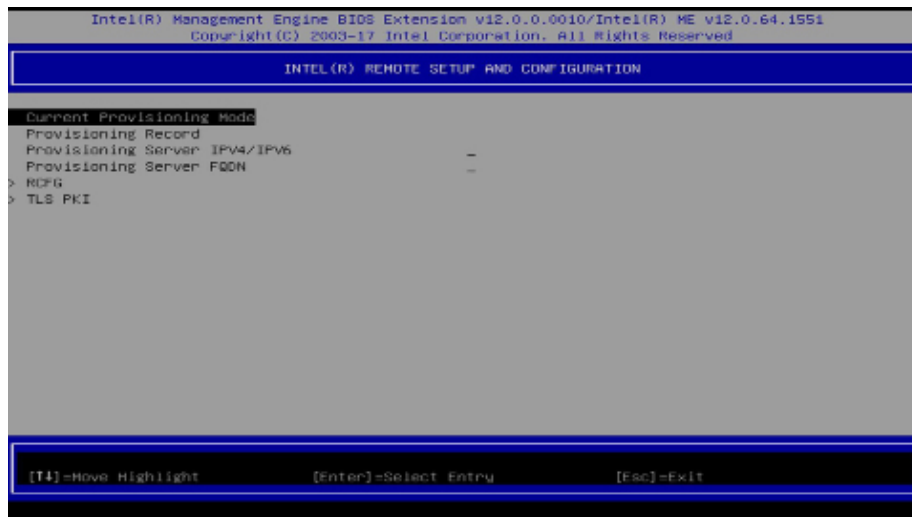 Intel(R) Management Engine BIOS Extension v12.0.0.0010/Intel(R) ME v12.0.64.1551
Copyright(C) 2003-17 Intel Corporation. All Rights Reserved
INTEL(R) REMOTE SETUP AND CONFIGURATION
Current Provisioning Mode
Provisioning Record
Provisioning Server IPV4/IPV6 _
Provisioning Server FQDN _
> RCFG
> TLS PKI
[↑↓]=Move Highlight [Enter]=Select Entry [Esc]=Exit